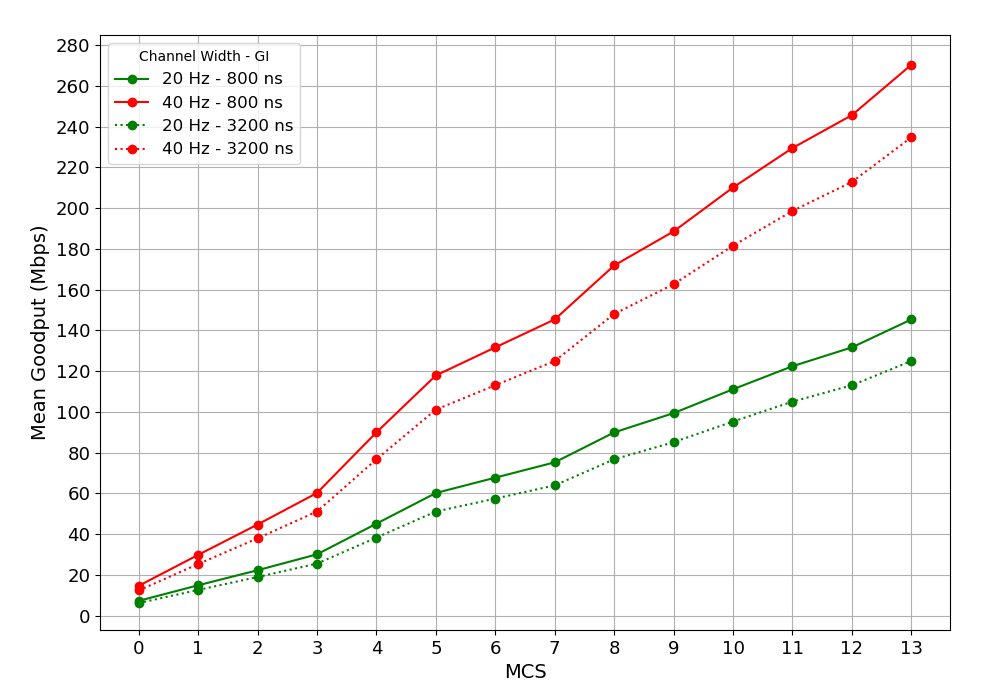 Channel Width - GI
20 Hz - 800 ns
40 Hz - 800 ns
20 Hz - 3200 ns
40 Hz - 3200 ns
280
260
240
220
200
180
160
140
120
100
80
60
40
20
0
Mean Goodput (Mbps)
0 1 2 3 4 5 6 7 8 9 10 11 12 13
MCS